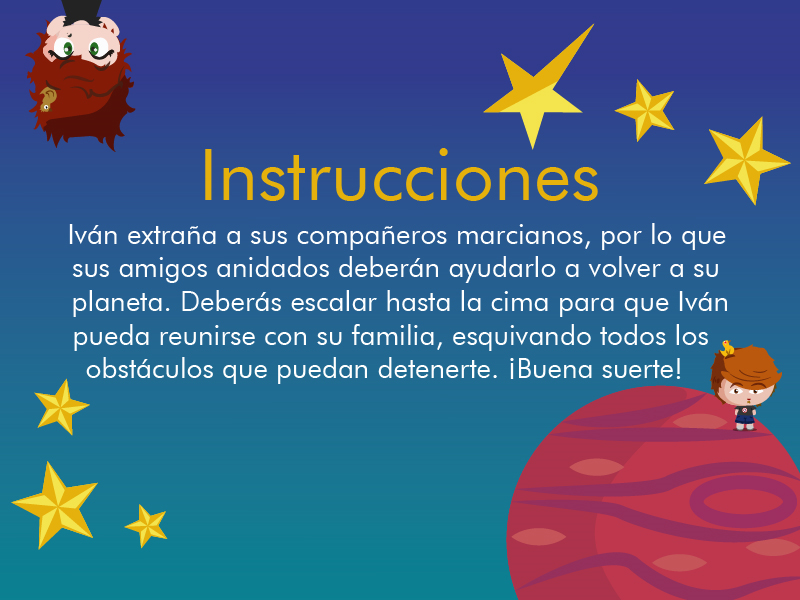 Instrucciones
Iván extraña a sus compañeros marcianos, por lo que
sus amigos anidados deberán ayudarlo a volver a su
planeta. Deberás escalar hasta la cima para que Iván
pueda reunirse con su familia, esquivando todos los
obstáculos que puedan detenerte. ¡Buena suerte!